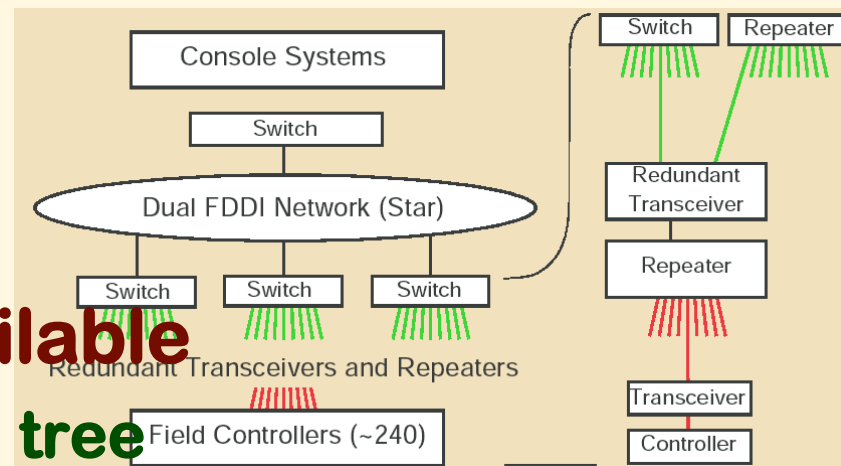 Console Systems
Switch
Dual FDDI Network (Star)
Switch
Switch
Switch
ilable
Redundant Transceivers and Repeaters
tree
Field Controllers (~240)
Switch
Repeater
Redundant
Transceiver
Repeater
Transceiver
Controller